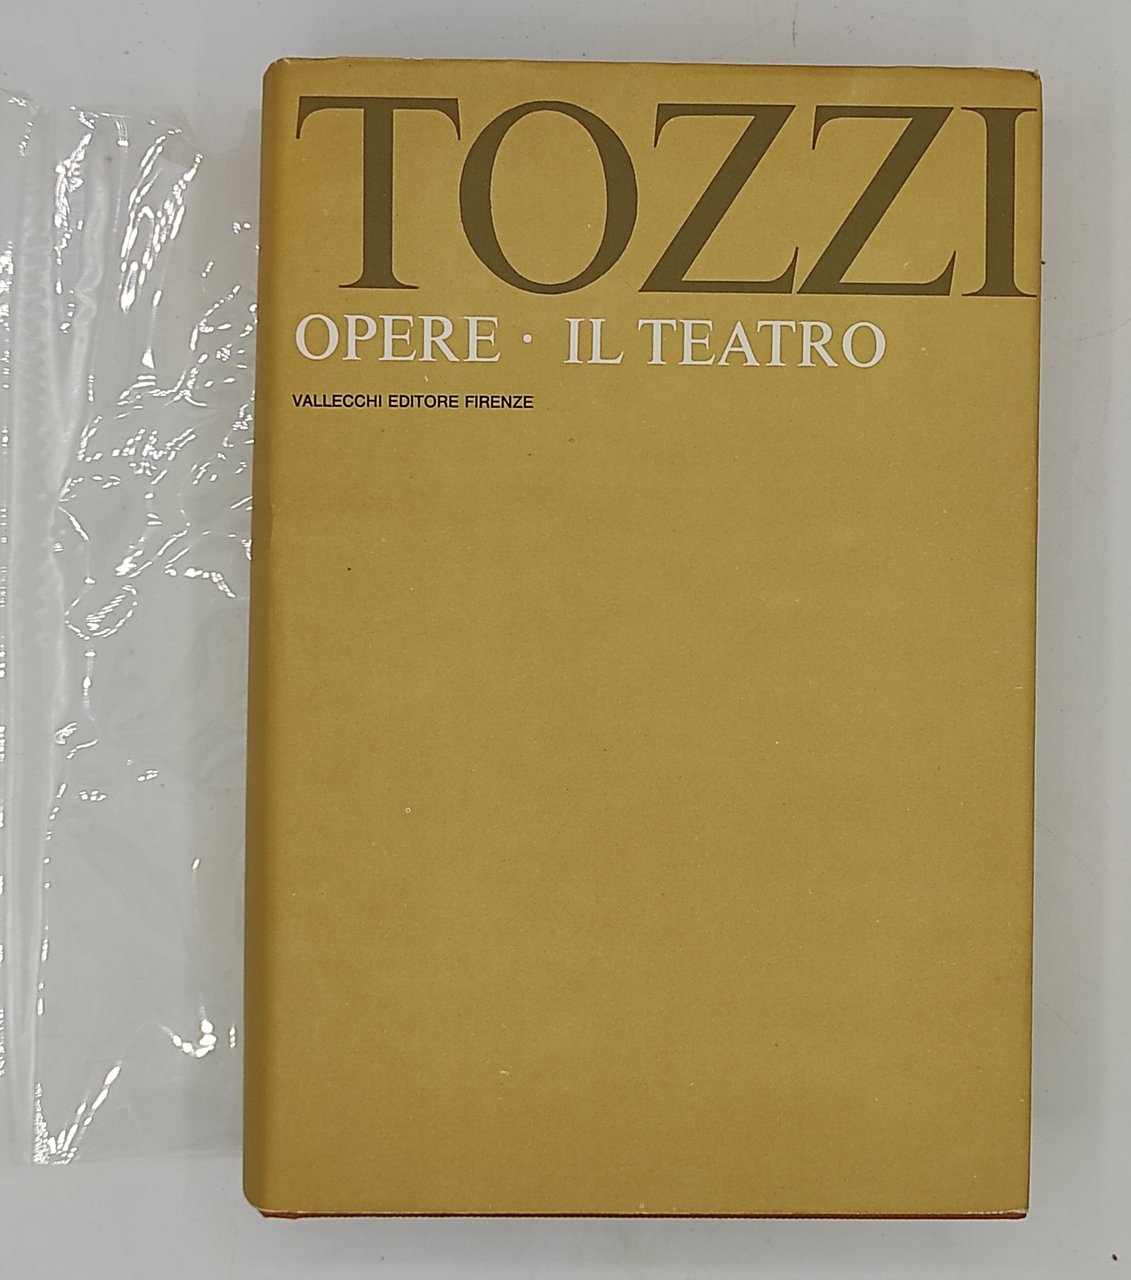 TOZZI
OPERE • IL TEATRO
VALLECCHI EDITORE FIRENZE